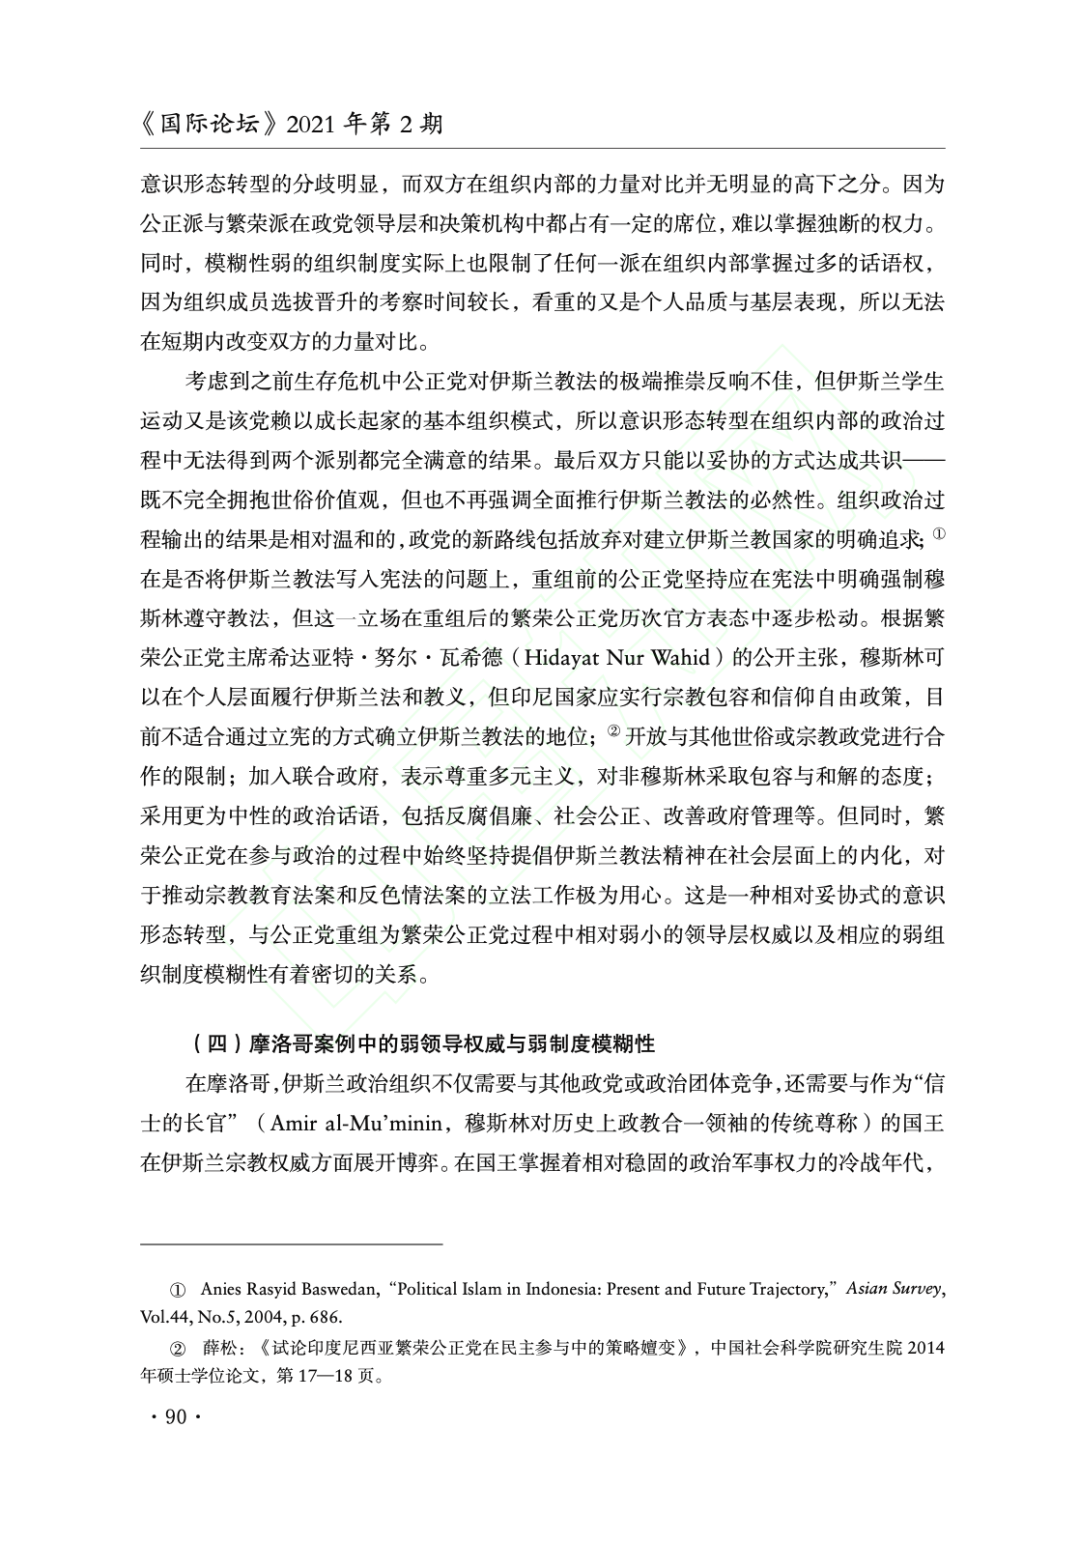 《国际论坛》2021 年第 2 期
意识形态转型的分歧明显，而双方在组织内部的力量对比并无明显的高下之分。因为
公正派与繁荣派在政党领导层和决策机构中都占有一定的席位，难以掌握独断的权力。
同时，模糊性弱的组织制度实际上也限制了任何一派在组织内部掌握过多的话语权，
因为组织成员选拔晋升的考察时间较长，看重的又是个人品质与基层表现，所以无法
在短期内改变双方的力量对比。
考虑到之前生存危机中公正党对伊斯兰教法的极端推崇反响不佳，但伊斯兰学生
运动又是该党赖以成长起家的基本组织模式，所以意识形态转型在组织内部的政治过
程中无法得到两个派别都完全满意的结果。最后双方只能以妥协的方式达成共识——
既不完全拥抱世俗价值观，但也不再强调全面推行伊斯兰教法的必然性。组织政治过
程输出的结果是相对温和的，政党的新路线包括放弃对建立伊斯兰教国家的明确追求；①
在是否将伊斯兰教法写入宪法的问题上，重组前的公正党坚持应在宪法中明确强制穆
斯林遵守教法，但这一立场在重组后的繁荣公正党历次官方表态中逐步松动。根据繁
荣公正党主席希达亚特·努尔·瓦希德（Hidayat Nur Wahid）的公开主张，穆斯林可
以在个人层面履行伊斯兰法和教义，但印尼国家应实行宗教包容和信仰自由政策，目
前不适合通过立宪的方式确立伊斯兰教法的地位；②开放与其他世俗或宗教政党进行合
作的限制；加入联合政府，表示尊重多元主义，对非穆斯林采取包容与和解的态度；
采用更为中性的政治话语，包括反腐倡廉、社会公正、改善政府管理等。但同时，繁
荣公正党在参与政治的过程中始终坚持提倡伊斯兰教法精神在社会层面上的内化，对
于推动宗教教育法案和反色情法案的立法工作极为用心。这是一种相对妥协式的意识
形态转型，与公正党重组为繁荣公正党过程中相对弱小的领导层权威以及相应的弱组
织制度模糊性有着密切的关系。
（四）摩洛哥案例中的弱领导权威与弱制度模糊性
在摩洛哥，伊斯兰政治组织不仅需要与其他政党或政治团体竞争，还需要与作为“信
士的长官”（Amir al-Mu’minin，穆斯林对历史上政教合一领袖的传统尊称）的国王
在伊斯兰宗教权威方面展开博弈。在国王掌握着相对稳固的政治军事权力的冷战年代，
① Anies Rasyid Baswedan, “Political Islam in Indonesia: Present and Future Trajectory,” Asian Survey,
Vol.44, No.5, 2004, p. 686.
② 薛松：《试论印度尼西亚繁荣公正党在民主参与中的策略嬗变》，中国社会科学院研究生院 2014
年硕士学位论文，第 17—18 页。
· 90 ·